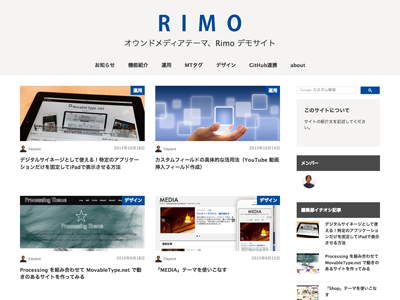 RIMO
オウンドメディアテーマ、Rimo デモサイト
お知らせ 機能紹介 運用 MTタグ デザイン GitHub連携 about
運用
Movable Type.net
hayase 2015年10月28日
デジタルサイネージとして使える！特定のアプリケー
ションだけを固定してiPadで表示させる方法
運用
hayase 2015年10月14日
カスタムフィールドの具体的な活用法（YouTube 動画
挿入フィールド作成）
デザイン
Processing Theme
hayase 2015年9月18日
Processing を組み合わせて MovableType.net で動
きのあるサイトを作ってみる
デザイン
MEDIA
hayase 2015年9月11日
「MEDIA」テーマを使いこなす
Google カスタム検索
このサイトについて
サイトの紹介文を記述してくださ
い。
メンバー
編集部イチオシ記事
デジタルサイネージと
して使える！特定のア
プリケーションだけを
固定してiPadで表示さ
せる方法
Processing を組み合わ
せて MovableType.net
で動きのあるサイトを
作ってみる
「Shop」テーマを使い
こなす